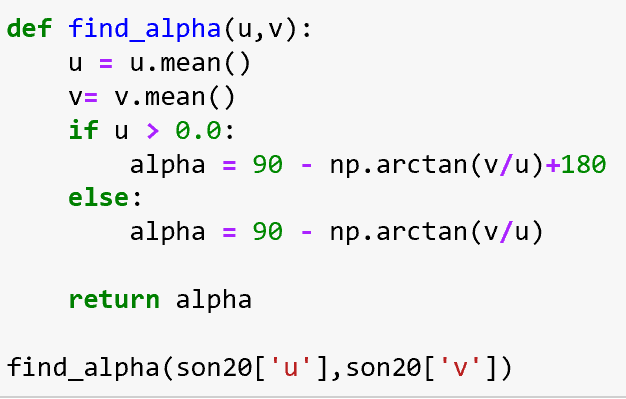 def find_alpha(u,v):
    u = u.mean()
    v= v.mean()
    if u > 0.0:
        alpha = 90 - np.arctan(v/u)+180
    else:
        alpha = 90 - np.arctan(v/u)

    return alpha

find_alpha(son20['u'],son20['v'])